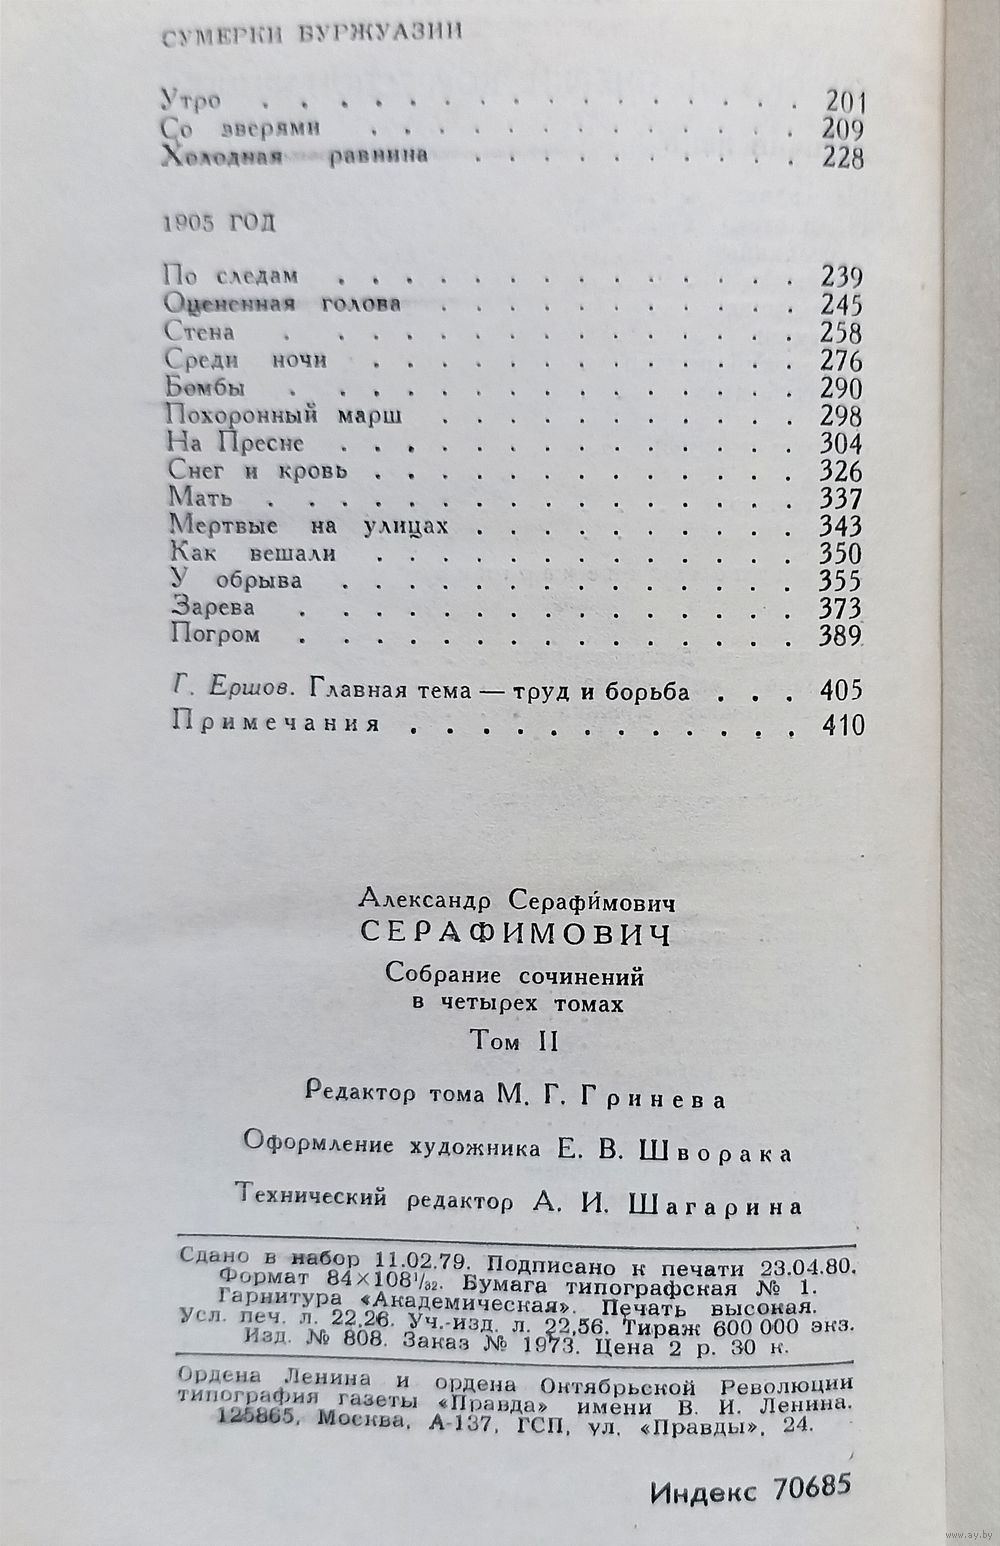 СУМЕРКИ БУРЖУАЗИИ
Утро . . . . . . . . . . . . . . . 201
Со зверями . . . . . . . . . . . . 209
Холодная равнина . . . . . . . . . 228
1905 ГОД
По следам . . . . . . . . . . . . . 239
Оцененная голова . . . . . . . . . 245
Стена . . . . . . . . . . . . . . 258
Среди ночи . . . . . . . . . . . . 276
Бомбы . . . . . . . . . . . . . . 290
Похоронный марш . . . . . . . . . 298
На Пресне . . . . . . . . . . . . . 304
Снег и кровь . . . . . . . . . . . 326
Мать . . . . . . . . . . . . . . . 337
Мертвые на улицах . . . . . . . . . 343
Как вешали . . . . . . . . . . . . 350
У обрыва . . . . . . . . . . . . . 355
Зарева . . . . . . . . . . . . . . 373
Погром . . . . . . . . . . . . . . 389
Г. Ершов. Главная тема — труд и борьба . . . 405
Примечания . . . . . . . . . . . . 410
Александр Серафи́мович
СЕРАФИМОВИЧ
Собрание сочинений
в четырех томах
Том II
Редактор тома М. Г. Гринева
Оформление художника Е. В. Шворака
Технический редактор А. И. Шагарина
Сдано в набор 11.02.79. Подписано к печати 23.04.80.
Формат 84×108¹/₃₂. Бумага типографская № 1.
Гарнитура «Академическая». Печать высокая.
Усл. печ. л. 22,26. Уч.-изд. л. 22,56. Тираж 600 000 экз.
Изд. № 808. Заказ № 1973. Цена 2 р. 30 к.
Ордена Ленина и ордена Октябрьской Революции
типография газеты «Правда» имени В. И. Ленина.
125865, Москва, А-137, ГСП, ул. «Правды», 24.
Индекс 70685
www.ay.by